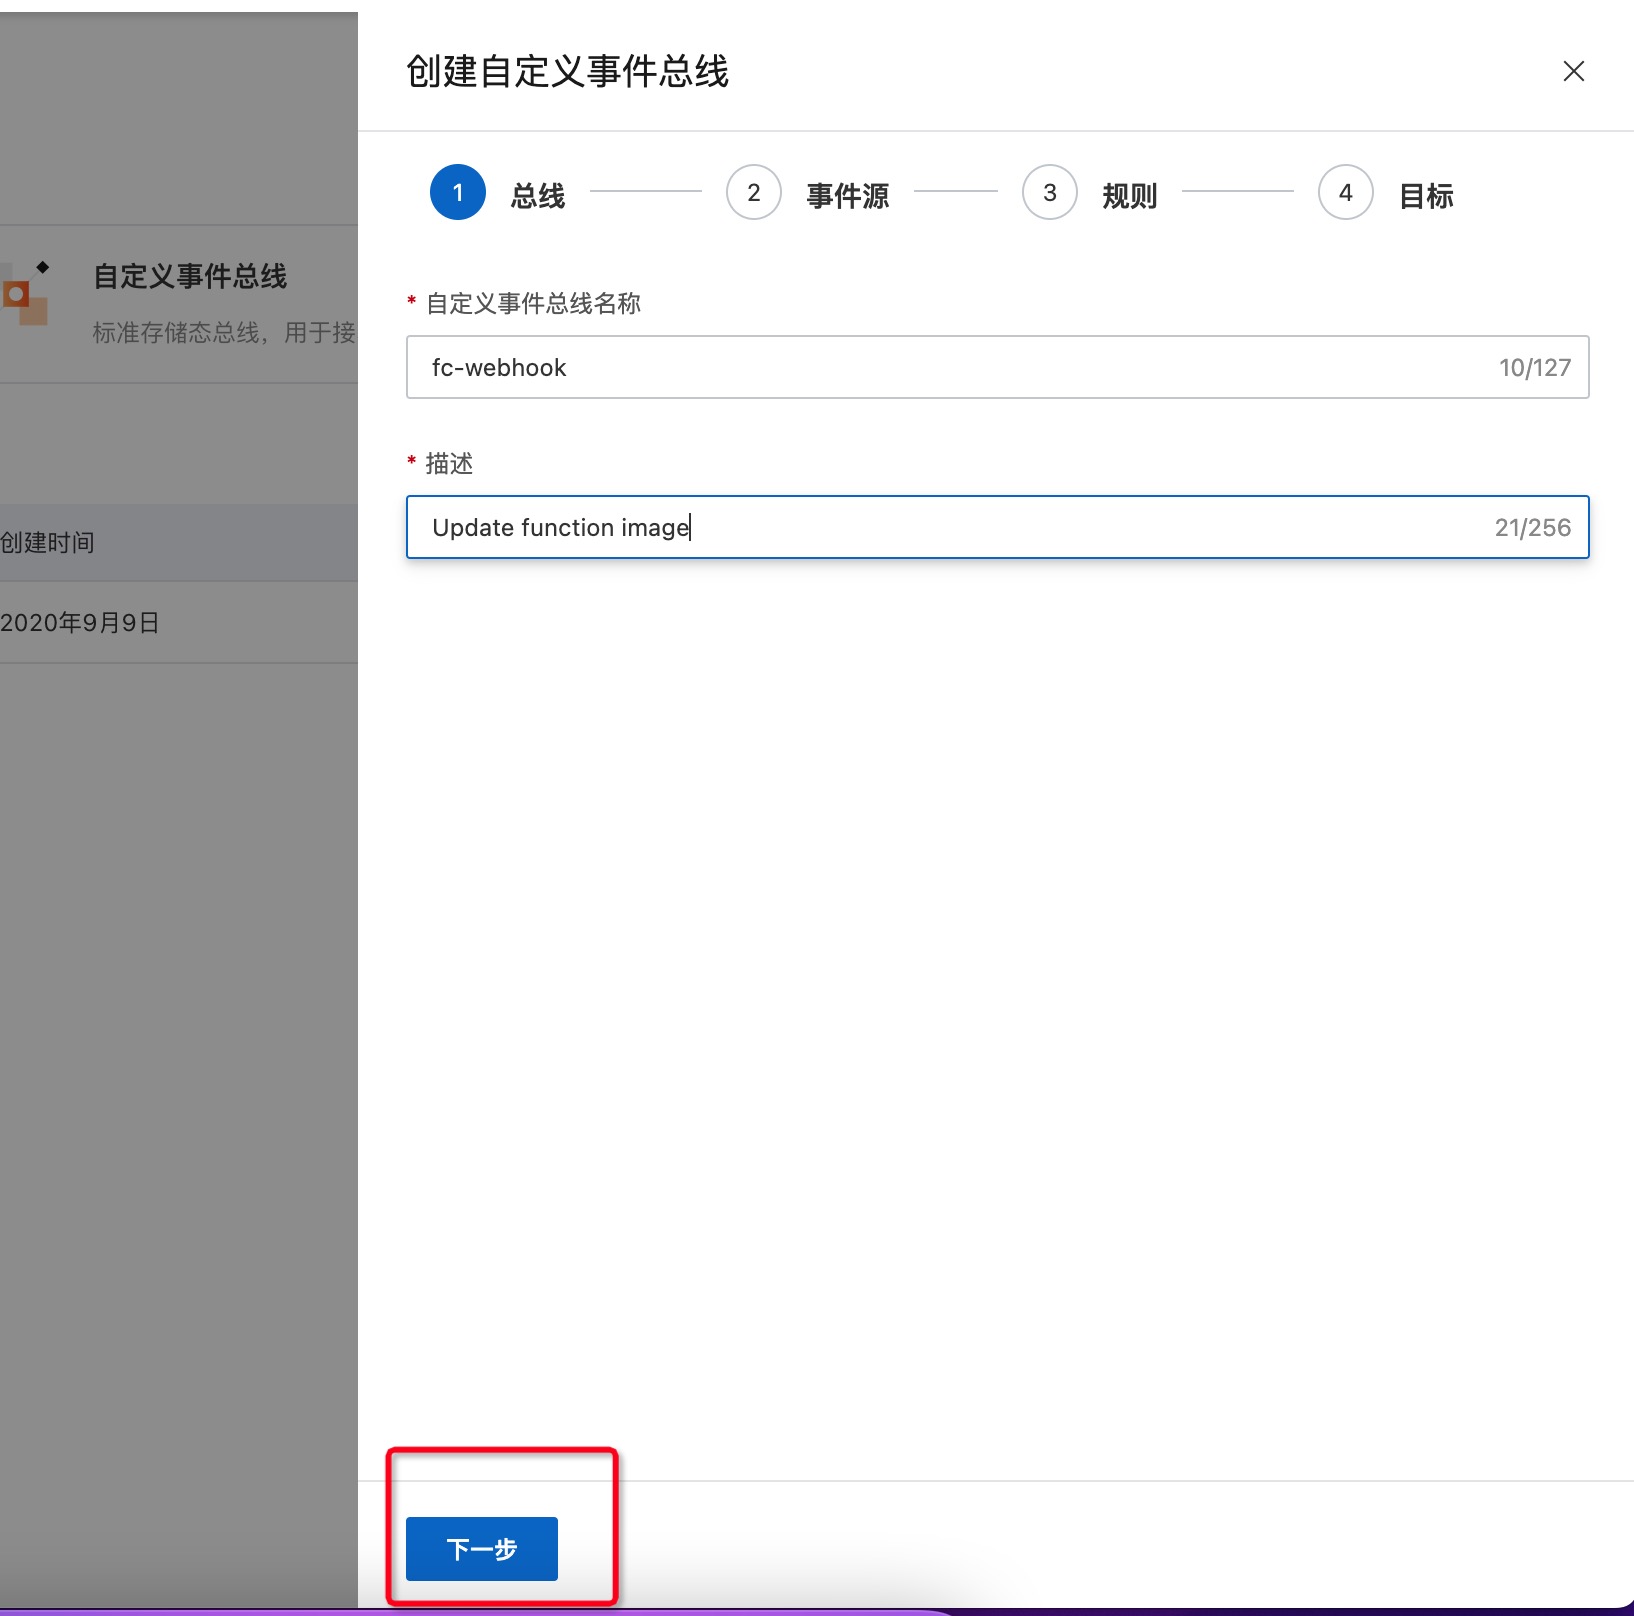 创建自定义事件总线
1 总线 2 事件源 3 规则 4 目标
自定义事件总线
标准存储态总线，用于接
创建时间
2020年9月9日
* 自定义事件总线名称
fc-webhook 10/127
* 描述
Update function image 21/256
下一步